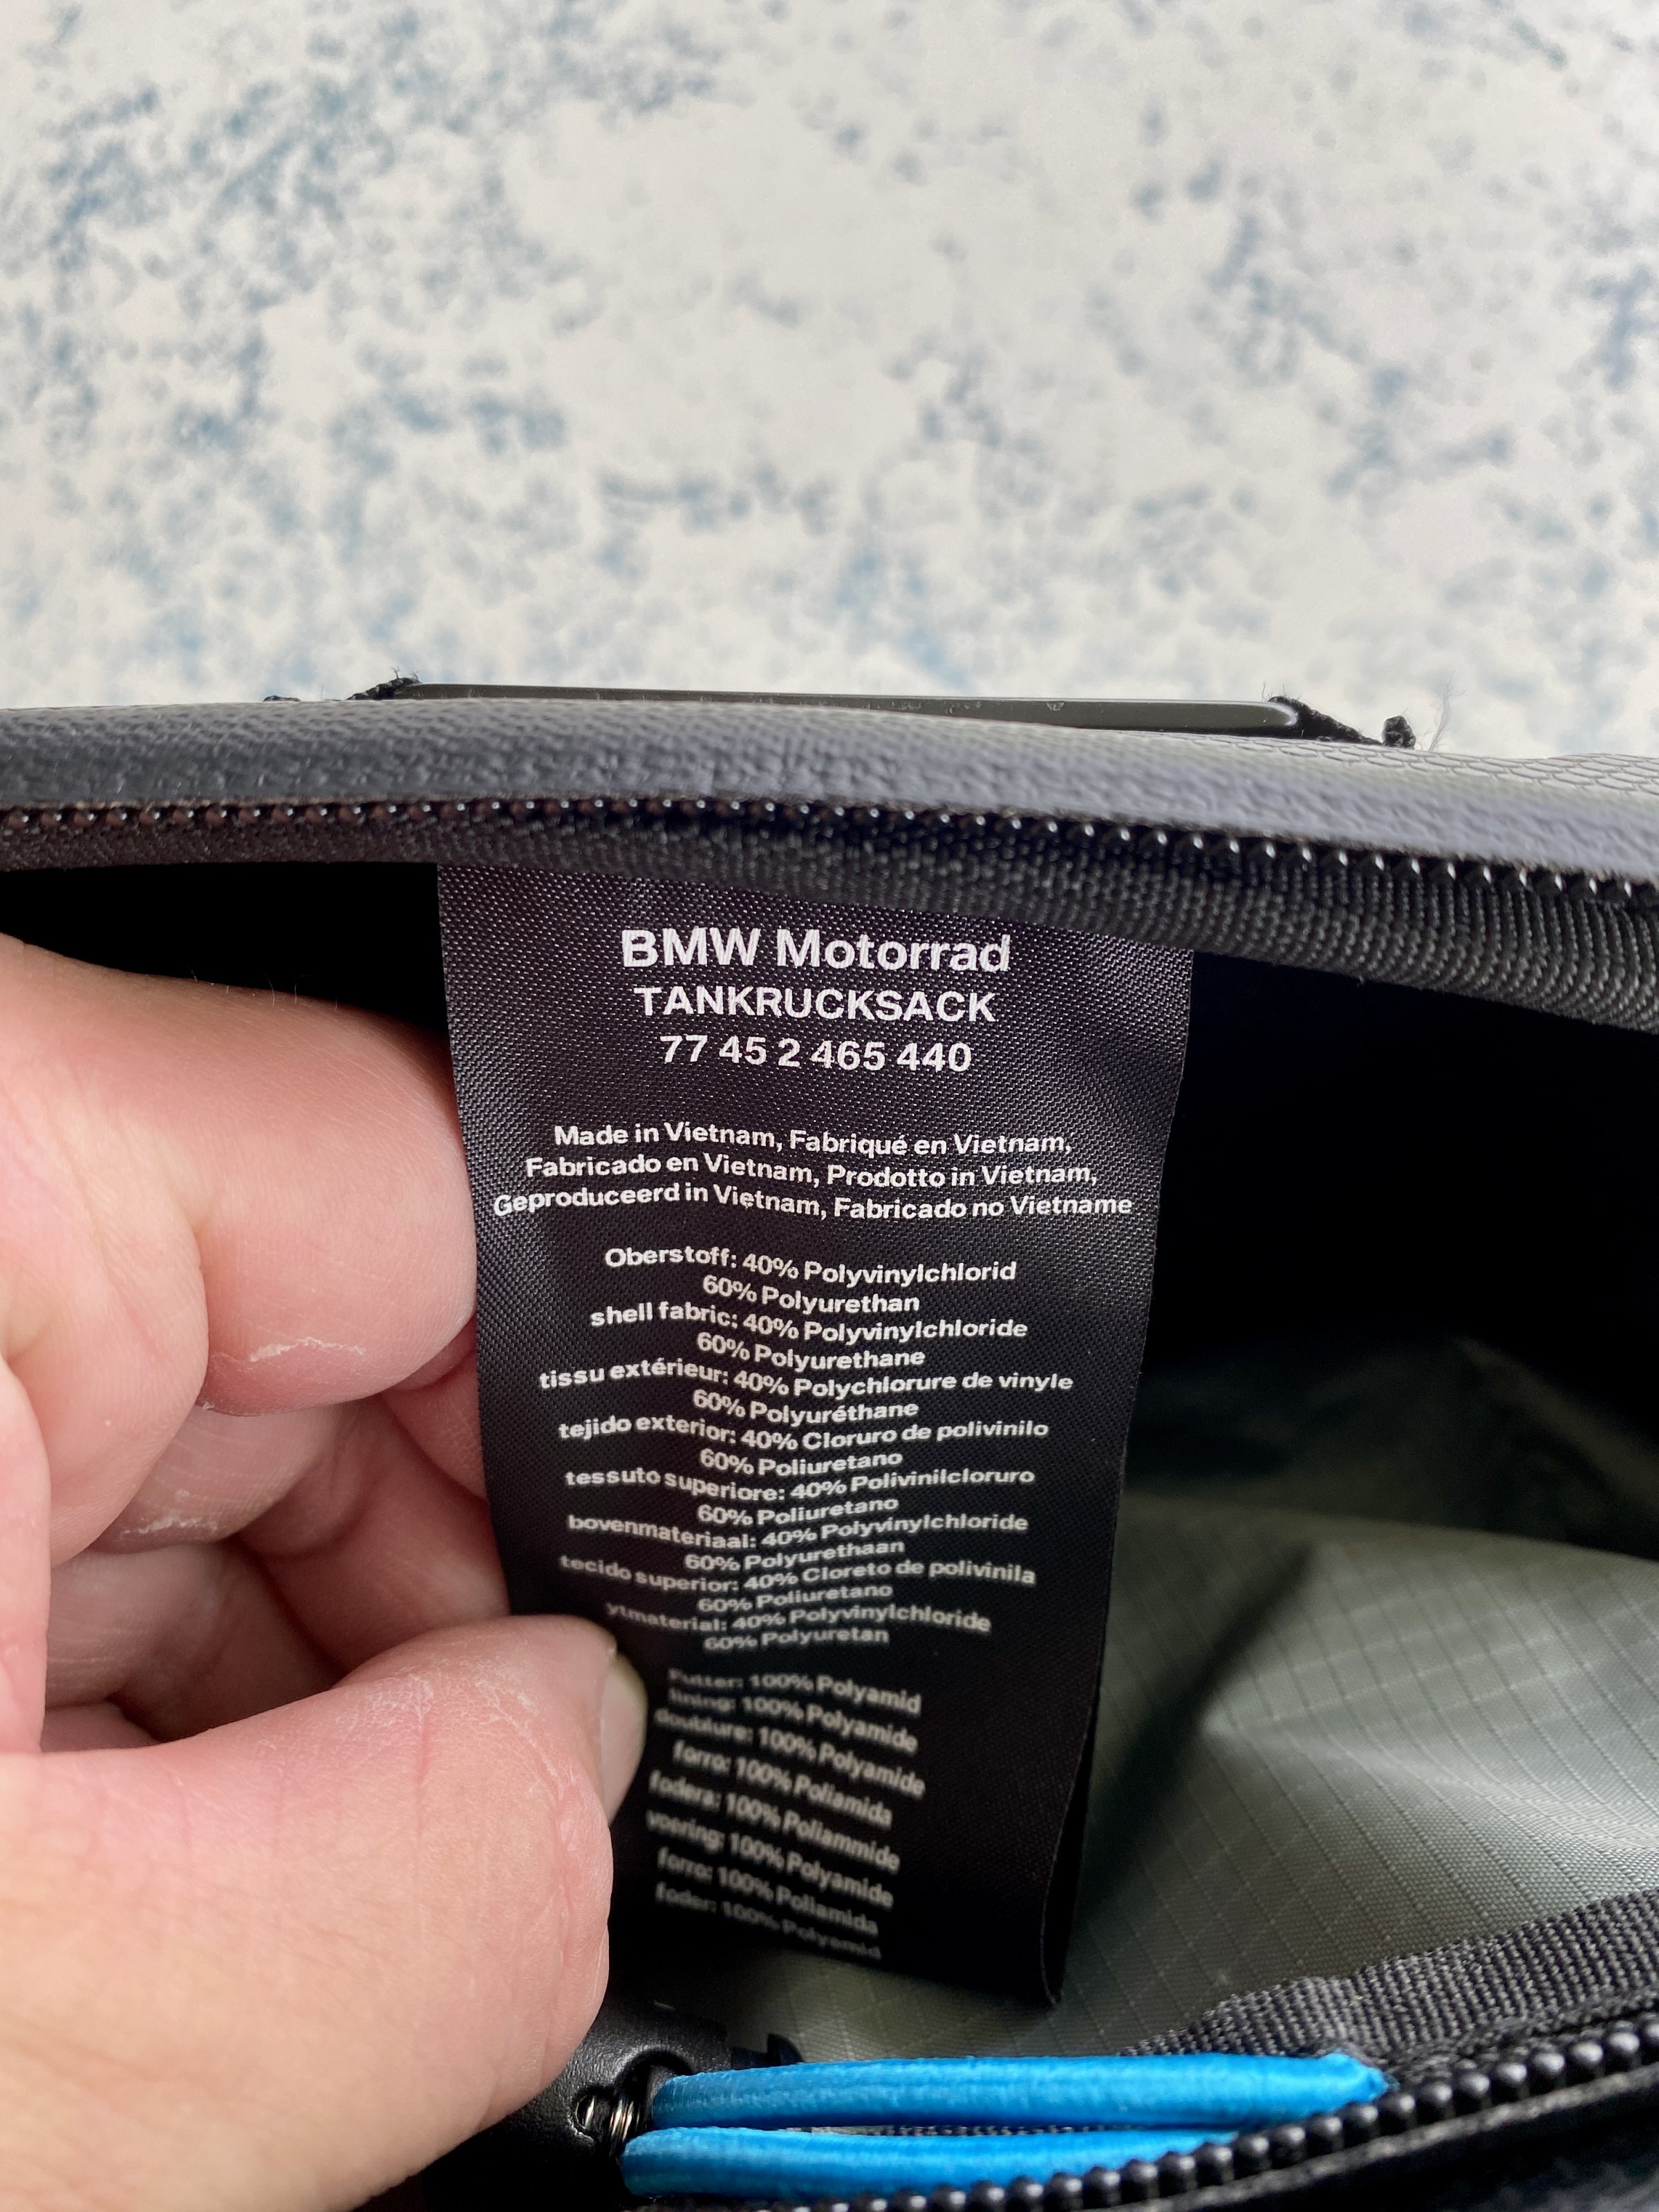 BMW Motorrad
TANKRUCKSACK
77 45 2 465 440
Made in Vietnam, Fabriqué en Vietnam,
Fabricado en Vietnam, Prodotto in Vietnam,
Geproduceerd in Vietnam, Fabricado no Vietname
Oberstoff: 40% Polyvinylchlorid
60% Polyurethan
shell fabric: 40% Polyvinylchloride
60% Polyurethane
tissu extérieur: 40% Polychlorure de vinyle
60% Polyuréthane
tejido exterior: 40% Cloruro de polivinilo
60% Poliuretano
tessuto superiore: 40% Polivinilcloruro
60% Poliuretano
bovenmateriaal: 40% Polyvinylchloride
60% Polyurethaan
tecido superior: 40% Cloreto de polivinila
60% Poliuretano
ytmaterial: 40% Polyvinylchloride
60% Polyuretan
Futter: 100% Polyamid
lining: 100% Polyamide
doublure: 100% Polyamide
forro: 100% Poliamida
fodera: 100% Poliammide
voering: 100% Polyamide
forro: 100% Poliamida
foder: 100% Polyamid